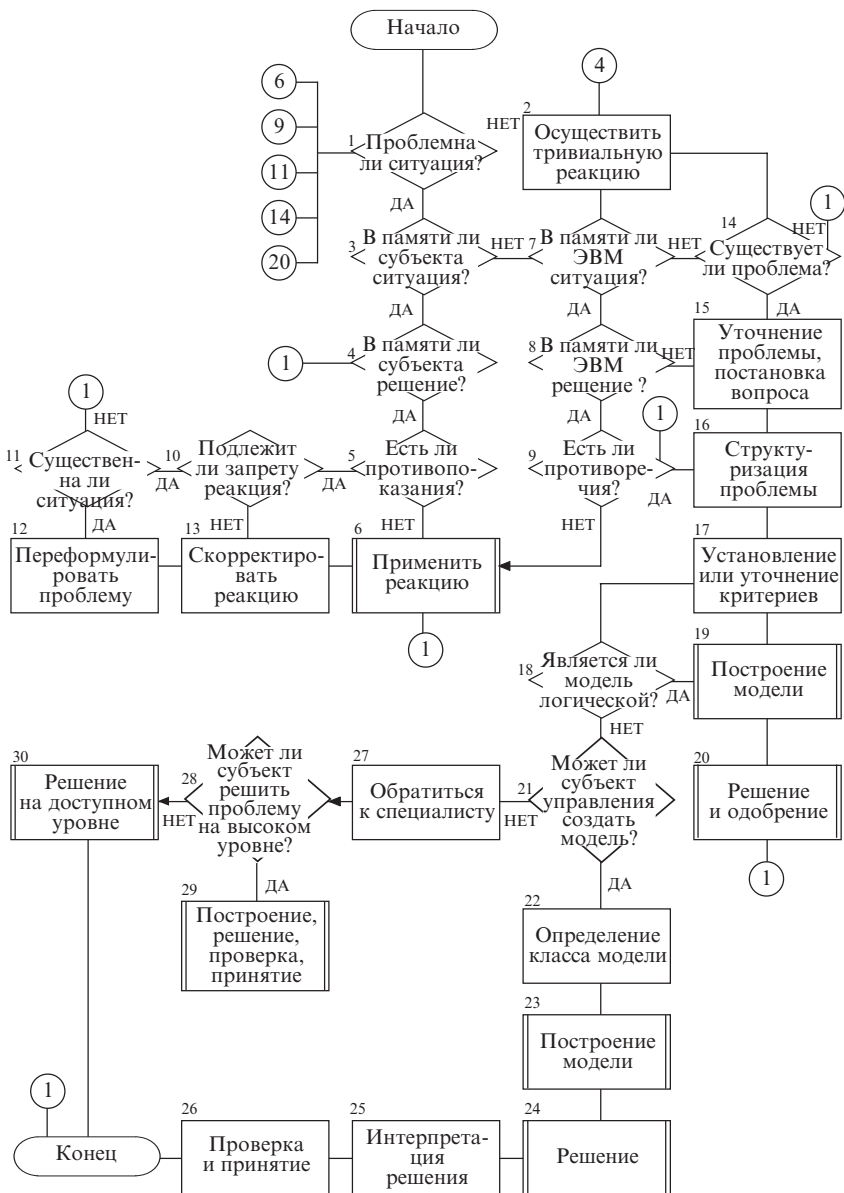 Начало
6
4
2
9
НЕТ
Осуществить
тривиальную
реакцию
1
Проблемна
ли ситуация?
11
ДА
1
14
14
НЕТ
3
В памяти ли
субъекта
ситуация?
НЕТ
7
В памяти ли
ЭВМ
ситуация?
НЕТ
Существует
ли проблема?
20
ДА
ДА
ДА
15
Уточнение
проблемы,
постановка
вопроса
1
4
В памяти ли
субъекта
решение?
8
В памяти ли
ЭВМ
решение ?
НЕТ
1
НЕТ
ДА
ДА
1
16
Структу-
ризация
проблемы
11
Существен-
на ли
ситуация?
10
ДА
Подлежит
ли запрету
реакция?
ДА
5
Есть ли
противопо-
казания?
9
Есть ли
противоре-
чия?
ДА
12
ДА
13
НЕТ
6
НЕТ
НЕТ
17
Переформули-
ровать
проблему
Скорректиро-
вать
реакцию
Применить
реакцию
Установление
или уточнение
критериев
1
19
18
Является ли
модель
логической?
ДА
Построение
модели
НЕТ
30
Решение
на доступном
уровне
28
НЕТ
Может ли
субъект
решить
проблему
на высоком
уровне?
27
Обратиться
к специалисту
21
НЕТ
Может ли
субъект
управления
создать
модель?
20
Решение
и одобрение
29
ДА
ДА
1
Построение,
решение,
проверка,
принятие
22
Определение
класса модели
23
Построение
модели
1
26
25
24
Конец
Проверка
и принятие
Интерпрета-
ция
решения
Решение